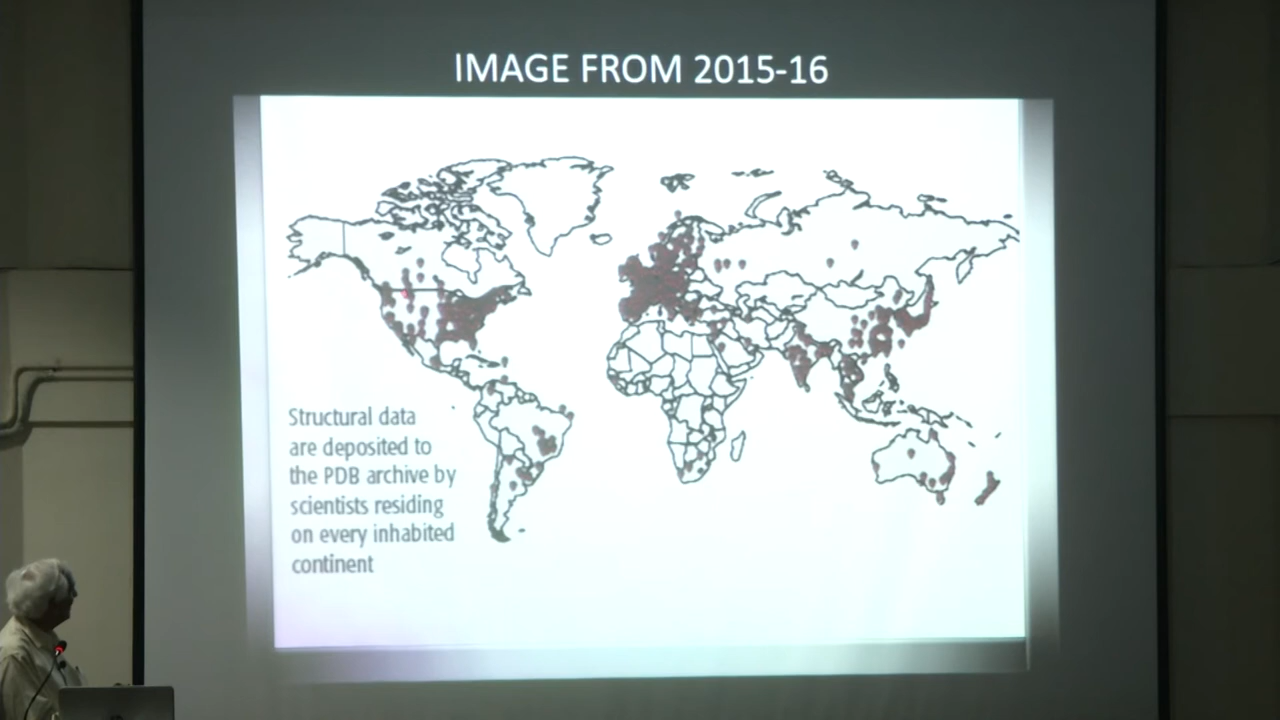 IMAGE FROM 2015-16
Structural data
are deposited to
the PDB archive by
scientists residing
on every inhabited
continent